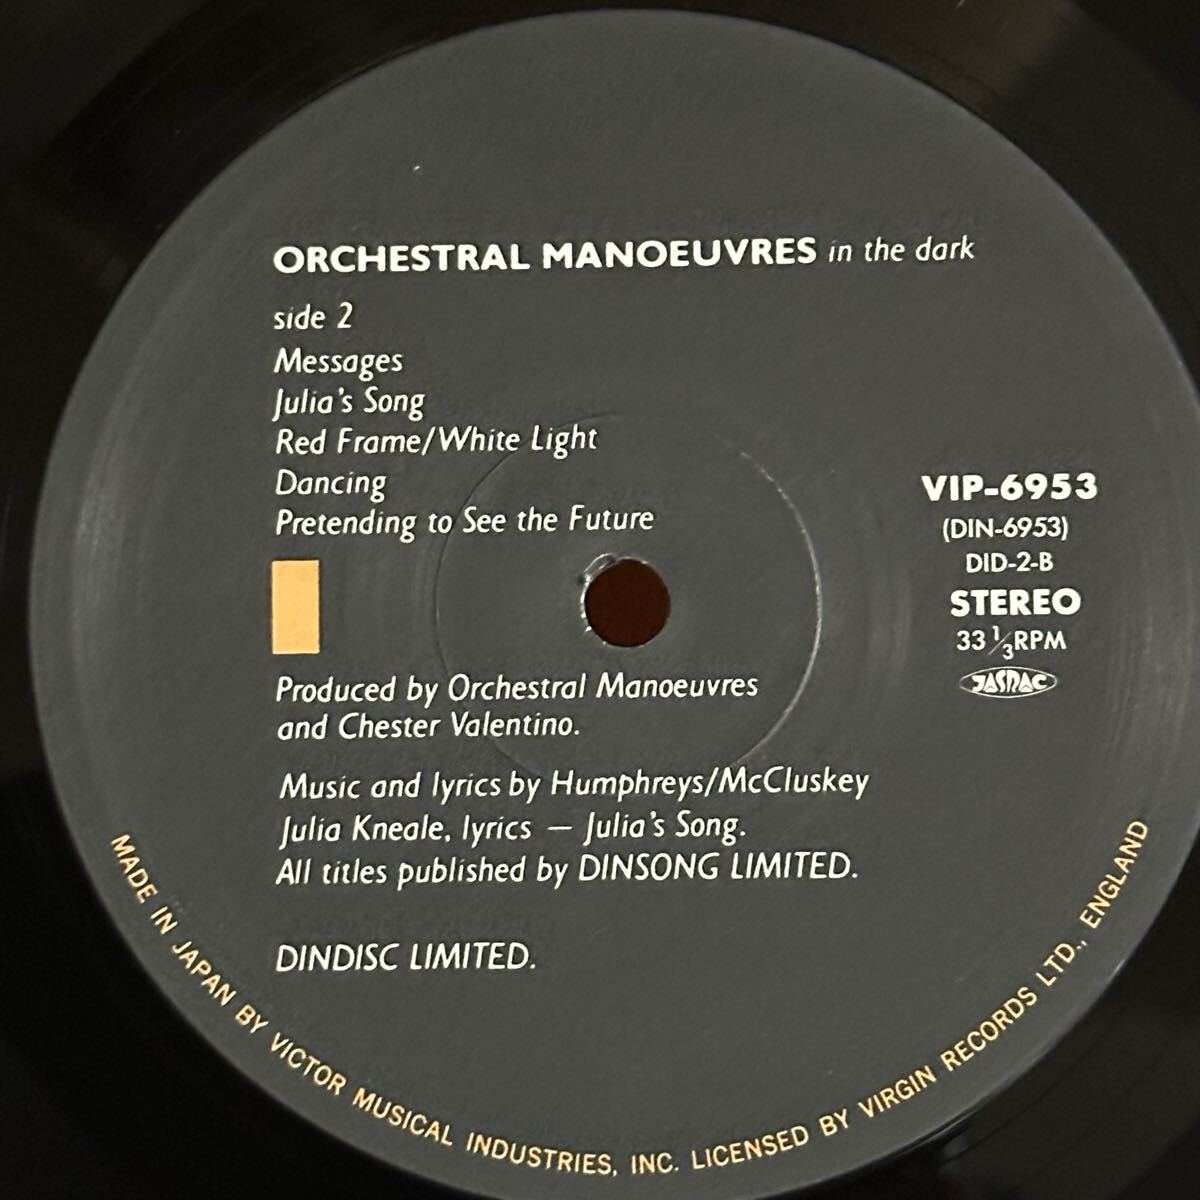 ORCHESTRAL MANOEUVRES in the dark
side 2
Messages
Julia's Song
Red Frame/White Light
Dancing
Pretending to See the Future
VIP-6953
(DIN-6953)
DID-2-B
STEREO
33 1/3 RPM
JASRAC
Produced by Orchestral Manoeuvres
and Chester Valentino.
Music and lyrics by Humphreys/McCluskey
Julia Kneale, lyrics — Julia's Song.
All titles published by DINSONG LIMITED.
DINDISC LIMITED.
MADE IN JAPAN BY VICTOR MUSICAL INDUSTRIES, INC. LICENSED BY VIRGIN RECORDS LTD., ENGLAND